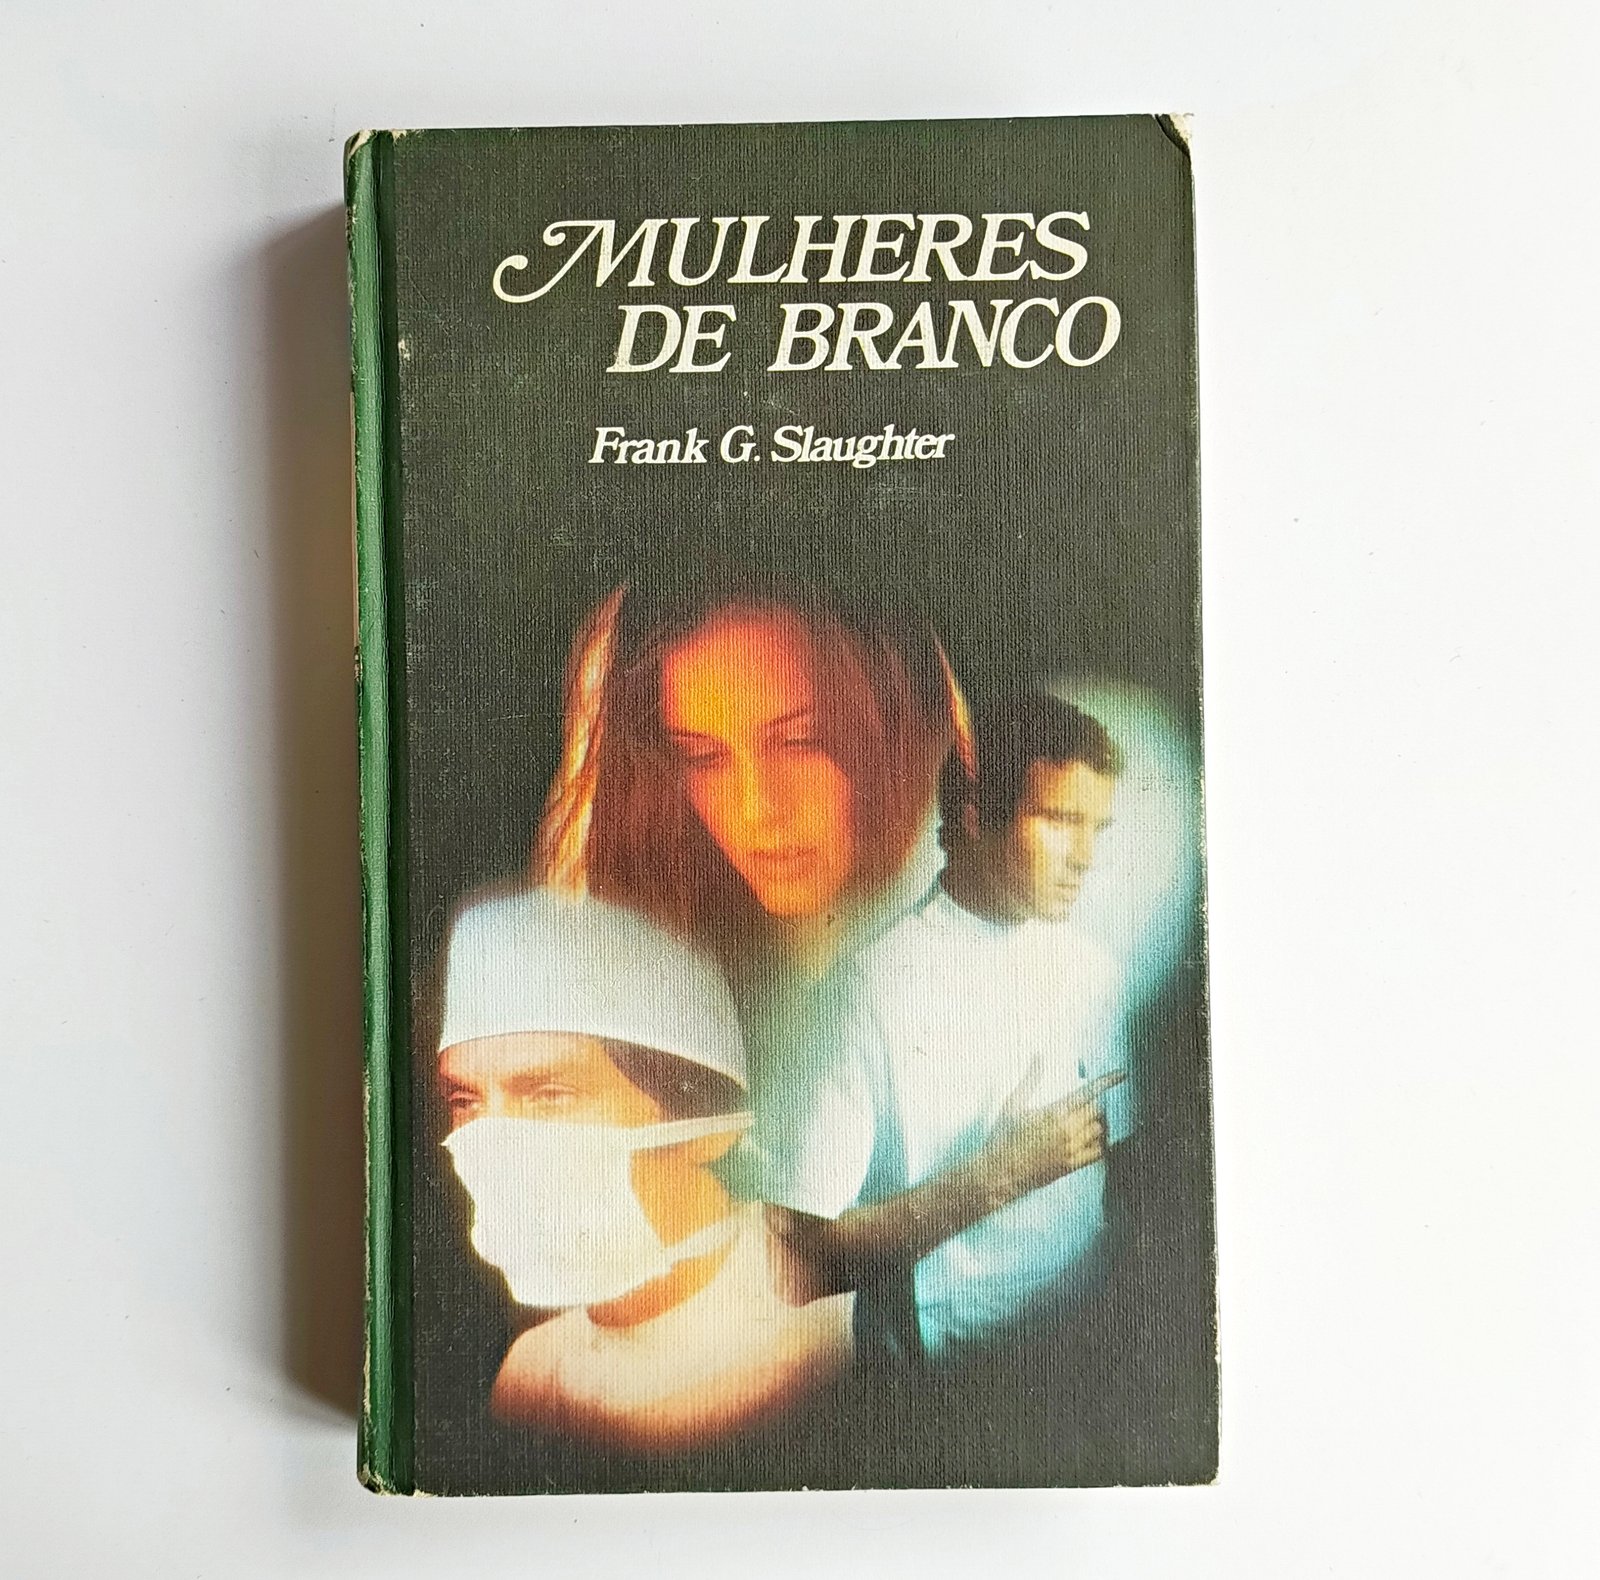 MULHERES
DE BRANCO
Frank G. Slaughter